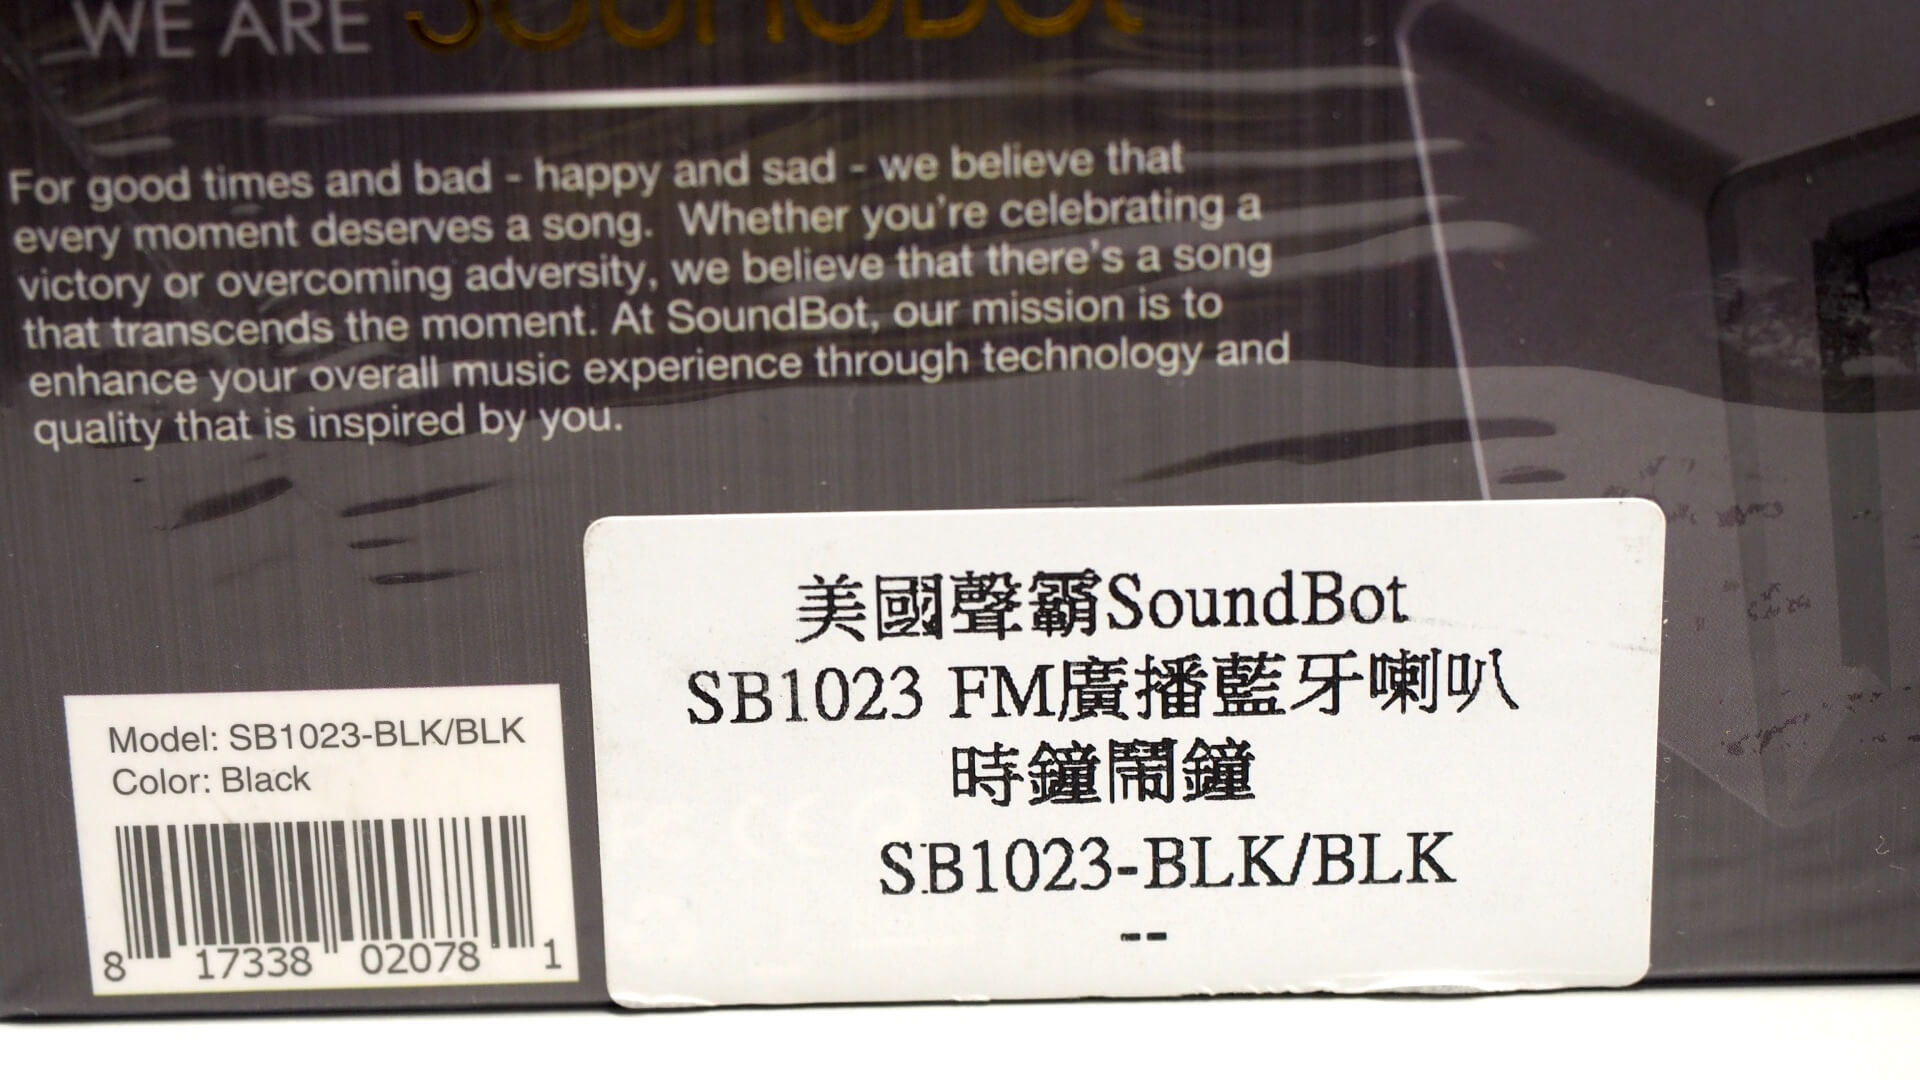 WE ARE SOUNDBOT
For good times and bad - happy and sad - we believe that
every moment deserves a song. Whether you're celebrating a
victory or overcoming adversity, we believe that there's a song
that transcends the moment. At SoundBot, our mission is to
enhance your overall music experience through technology and
quality that is inspired by you.
Model: SB1023-BLK/BLK
Color: Black
8 17338 02078 1
美國聲霸SoundBot
SB1023 FM廣播藍牙喇叭
時鐘鬧鐘
SB1023-BLK/BLK
--